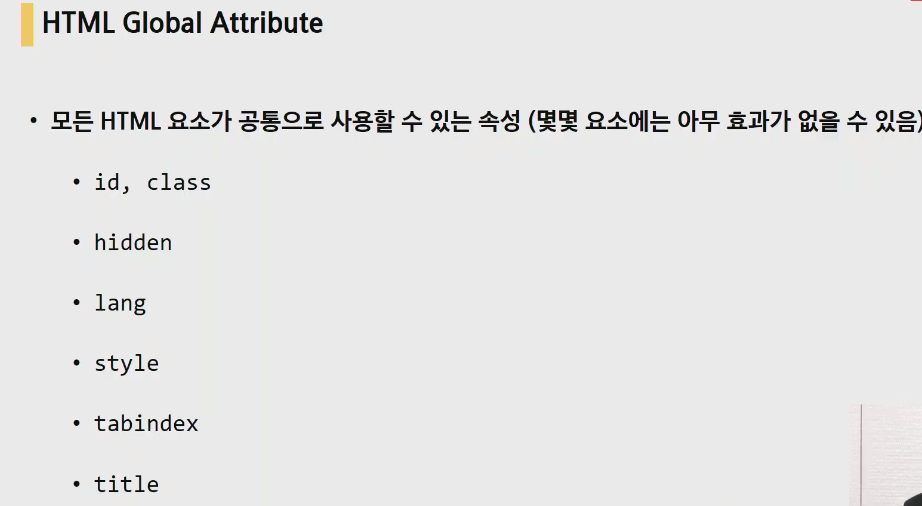 HTML Global Attribute
• 모든 HTML 요소가 공통으로 사용할 수 있는 속성 (몇몇 요소에는 아무 효과가 없을 수 있음)
• id, class
• hidden
• lang
• style
• tabindex
• title